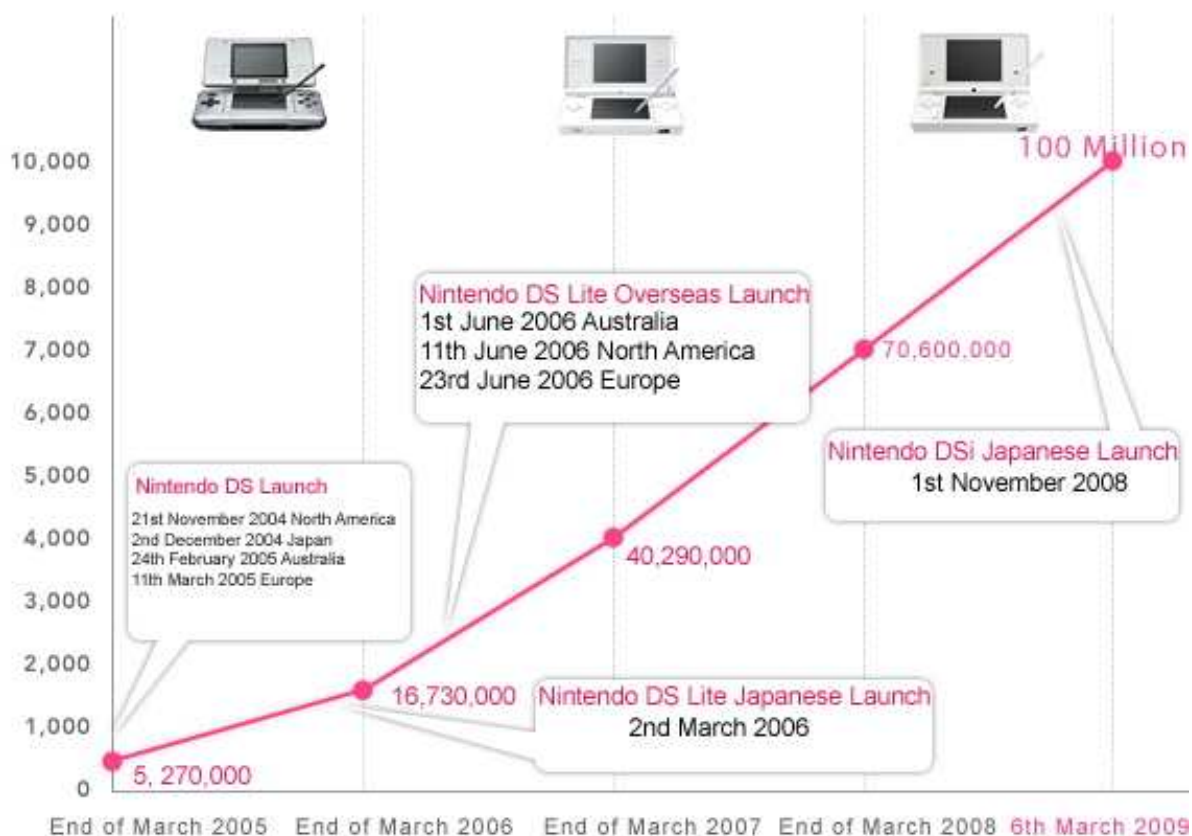 100 Million
10,000
9,000
8,000
7,000
6,000
5,000
4,000
3,000
2,000
1,000
0
Nintendo DS Lite Overseas Launch
1st June 2006 Australia
11th June 2006 North America
23rd June 2006 Europe
70,600.000
Nintendo DSi Japanese Launch
1st November 2008
Nintendo DS Launch
21st November 2004 North America
2nd December 2004 Japan
24th February 2005 Australia
11th March 2005 Europe
40,290,000
16,730,000
Nintendo DS Lite Japanese Launch
2nd March 2006
5, 270,000
End of March 2005 End of March 2006 End of March 2007 End of March 2008 6th March 2009